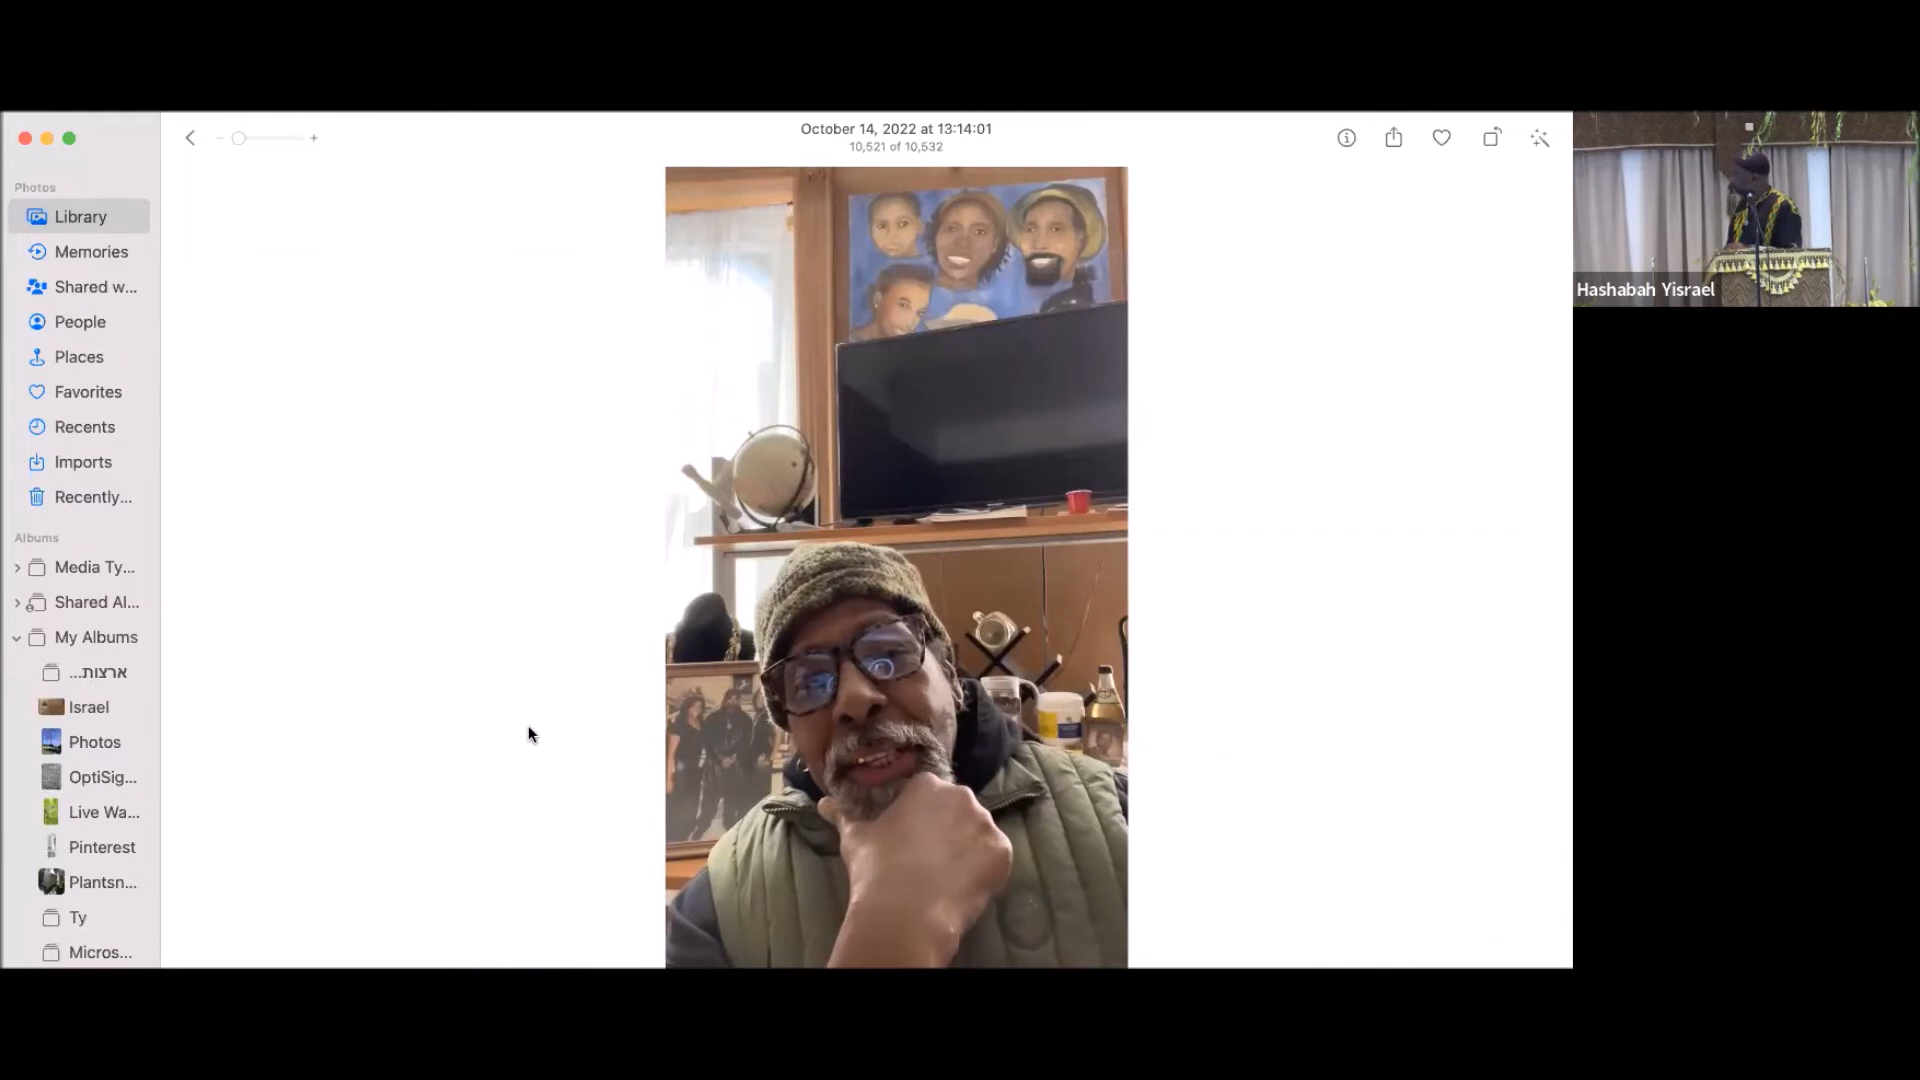 October 14, 2022 at 13:14:01
10,521 of 10,532
Photos
Library
Memories
Shared w...
People
Places
Favorites
Recents
Imports
Recently...
Albums
Media Ty...
Shared Al...
My Albums
ארצות...
Israel
Photos
OptiSig...
Live Wa...
Pinterest
Plantsn...
Ty
Micros...
Hashabah Yisrael